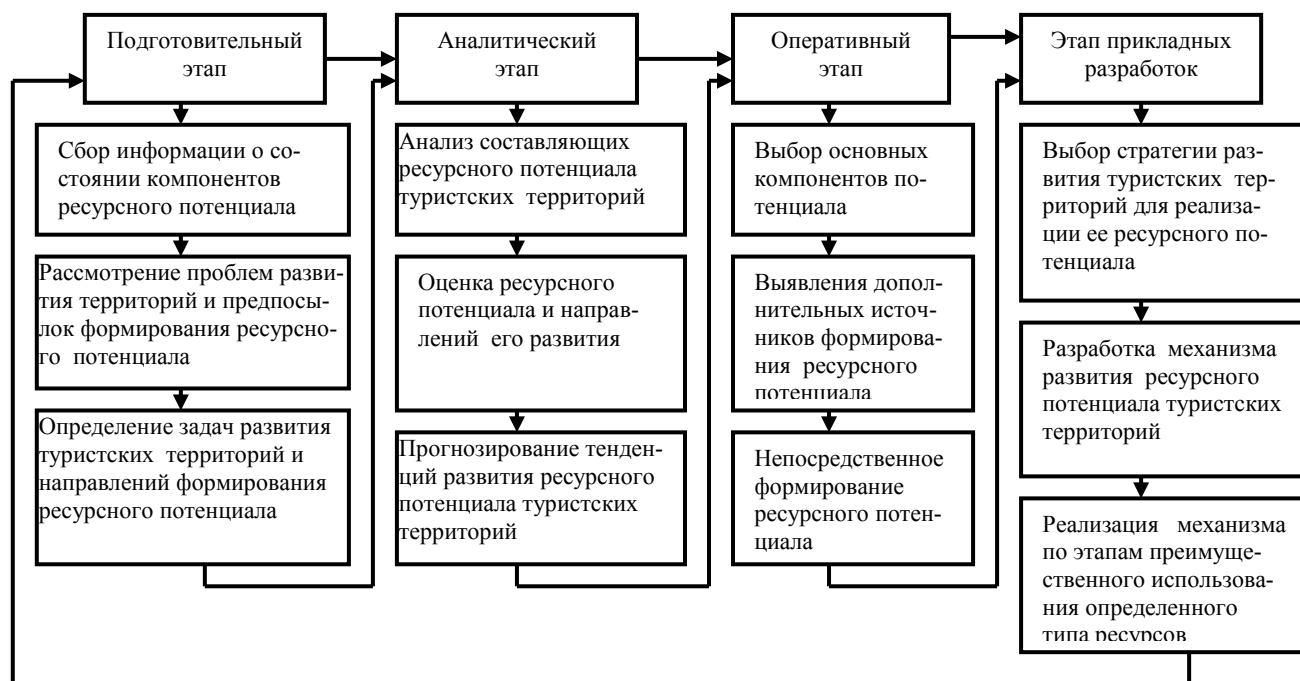 Подготовительный
этап
Сбор информации о со-
стоянии компонентов
ресурсного потенциала
Рассмотрение проблем разви-
тия территорий и предпосы-
лок формирования ресурсно-
го потенциала
Определение задач развития
туристских территорий и
направлений формирования
ресурсного потенциала
Аналитический
этап
Анализ составляющих
ресурсного потенциала
туристских территорий
Оценка ресурсного
потенциала и направ-
лений его развития
Прогнозирование тенден-
ций развития ресурсного
потенциала туристских
территорий
Оперативный
этап
Выбор основных
компонентов по-
тенциала
Выявления допол-
нительных источ-
ников формирова-
ния ресурсного
потенциала
Непосредственное
формирование
ресурсного потен-
циала
Этап прикладных
разработок
Выбор стратегии раз-
вития туристских тер-
риторий для реализа-
ции ее ресурсного по-
тенциала
Разработка механизма
развития ресурсного
потенциала туристских
территорий
Реализация механизма
по этапам преимуще-
ственного использова-
ния определенного
типа ресурсов